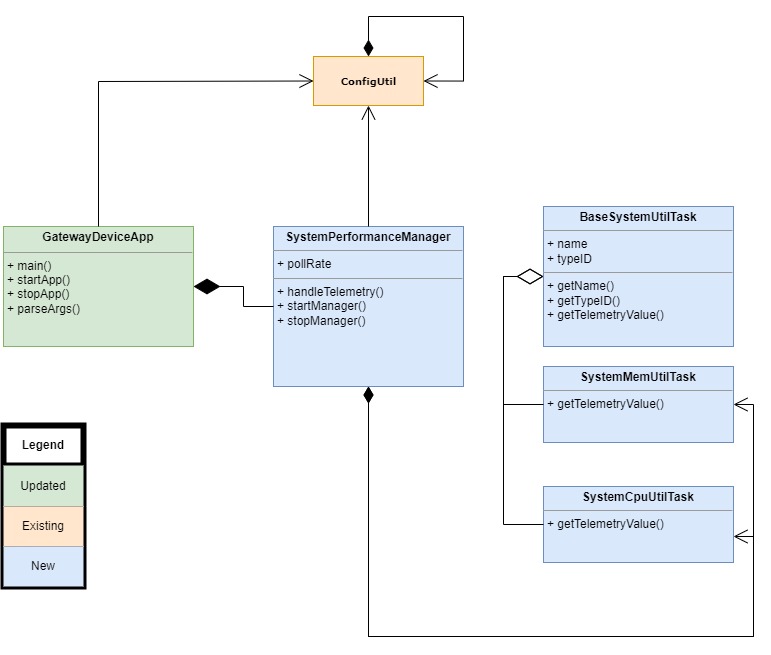 ConfigUtil
GatewayDeviceApp
+ main()
+ startApp()
+ stopApp()
+ parseArgs()
SystemPerformanceManager
+ pollRate
+ handleTelemetry()
+ startManager()
+ stopManager()
BaseSystemUtilTask
+ name
+ typeID
+ getName()
+ getTypeID()
+ getTelemetryValue()
SystemMemUtilTask
+ getTelemetryValue()
SystemCpuUtilTask
+ getTelemetryValue()
Legend
Updated
Existing
New